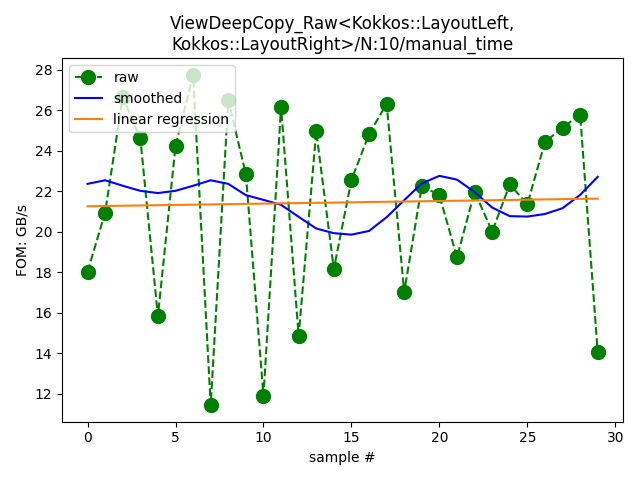 ViewDeepCopy_Raw<Kokkos::LayoutLeft,
Kokkos::LayoutRight>/N:10/manual_time
raw
smoothed
linear regression
FOM: GB/s
28
26
24
22
20
18
16
14
12
0 5 10 15 20 25 30
sample #